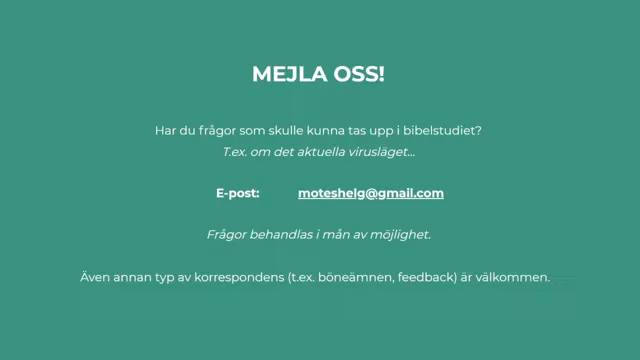 MEJLA OSS!
Har du frågor som skulle kunna tas upp i bibelstudiet?
T.ex. om det aktuella virusläget...
E-post: moteshelg@gmail.com
Frågor behandlas i mån av möjlighet.
Även annan typ av korrespondens (t.ex. böneämnen, feedback) är välkommen.